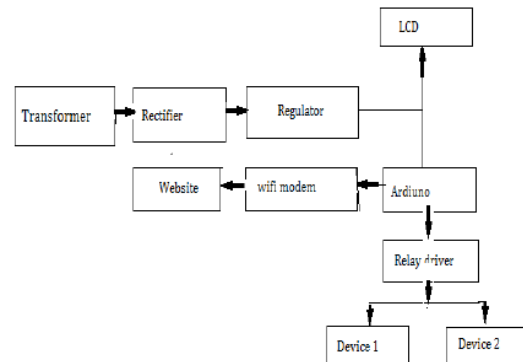 LCD
Transformer
Rectifier
Regulator
Website
wifi modem
Ardiuno
Relay driver
Device 1
Device 2